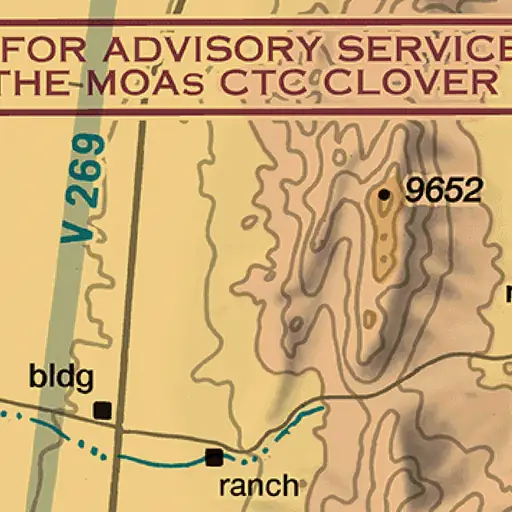 FOR ADVISORY SERVICE
THE MOAs CTC CLOVER
V 269
9652
bldg
ranch